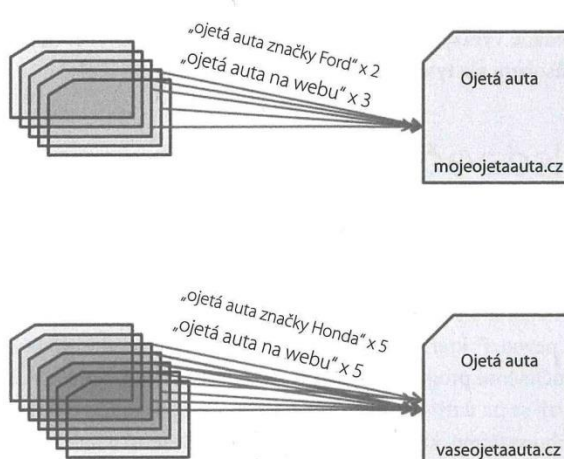 „ojetá auta značky Ford“ x 2
„ojetá auta na webu“ x 3
Ojetá auta
mojeojetaauta.cz
„ojetá auta značky Honda“ x 5
„ojetá auta na webu“ x 5
Ojetá auta
vaseojetaauta.cz